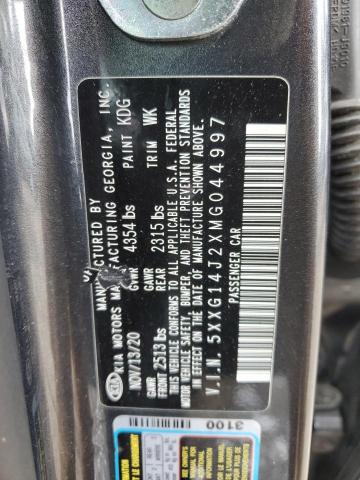 MANUFACTURED BY
KIA MOTORS MANUFACTURING GEORGIA, INC.
NOV/13/20 GVWR 4354 lbs PAINT KDG
GAWR FRONT 2513 lbs GAWR REAR 2315 lbs TRIM WK
THIS VEHICLE CONFORMS TO ALL APPLICABLE U.S.A. FEDERAL
MOTOR VEHICLE SAFETY, BUMPER, AND THEFT PREVENTION STANDARDS
IN EFFECT ON THE DATE OF MANUFACTURE SHOWN ABOVE.
V.I.N. 5XXG14J2XMG044997
PASSENGER CAR
3100